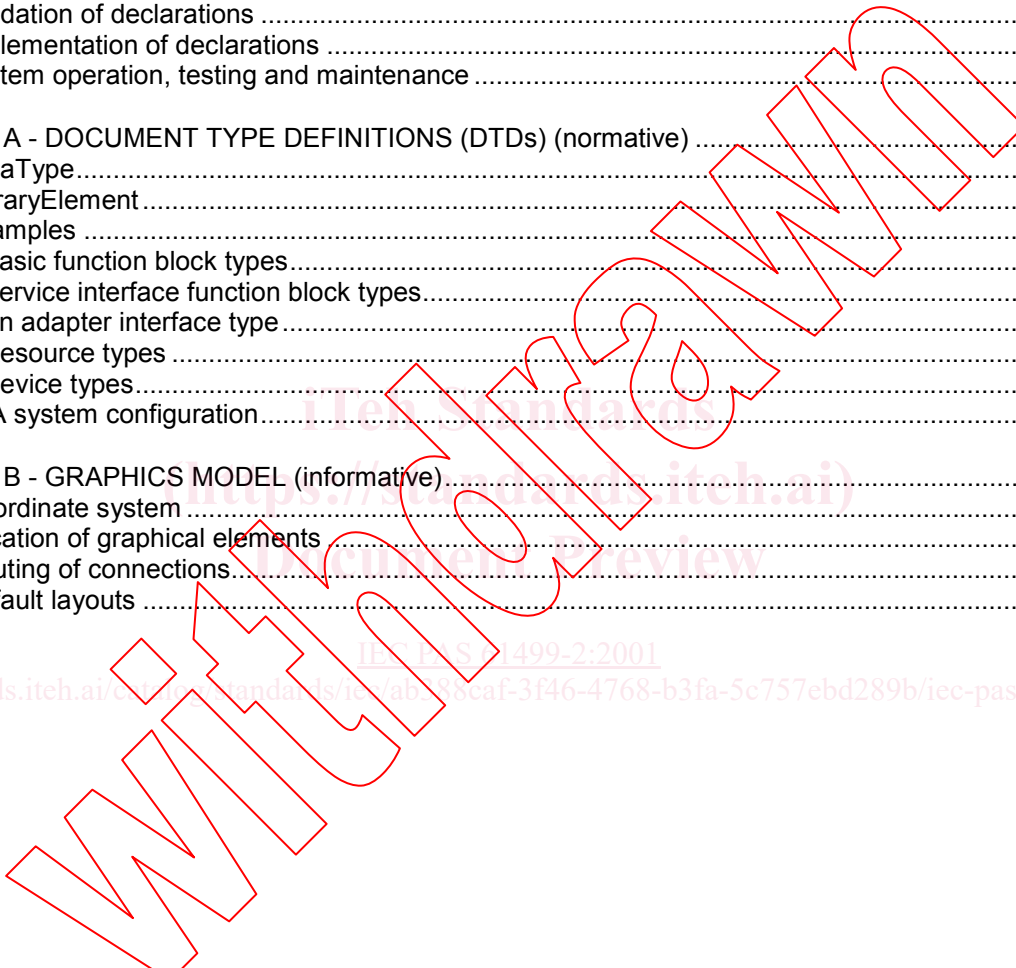 dation of declarations
lementation of declarations
tem operation, testing and maintenance
A - DOCUMENT TYPE DEFINITIONS (DTDs) (normative)
aType
raryElement
amples
asic function block types
ervice interface function block types
n adapter interface type
esource types
evice types
A system configuration
B - GRAPHICS MODEL (informative)
ordinate system
cation of graphical elements
uting of connections
fault layouts
iTeh Standards
(https://standards.iteh.ai)
Document Preview
IEC PAS 61499-2:2001
ds.iteh.ai/catalog/standards/iec/ab388caf-3f46-4768-b3fa-5c757ebd289b/iec-pas
withdrawn